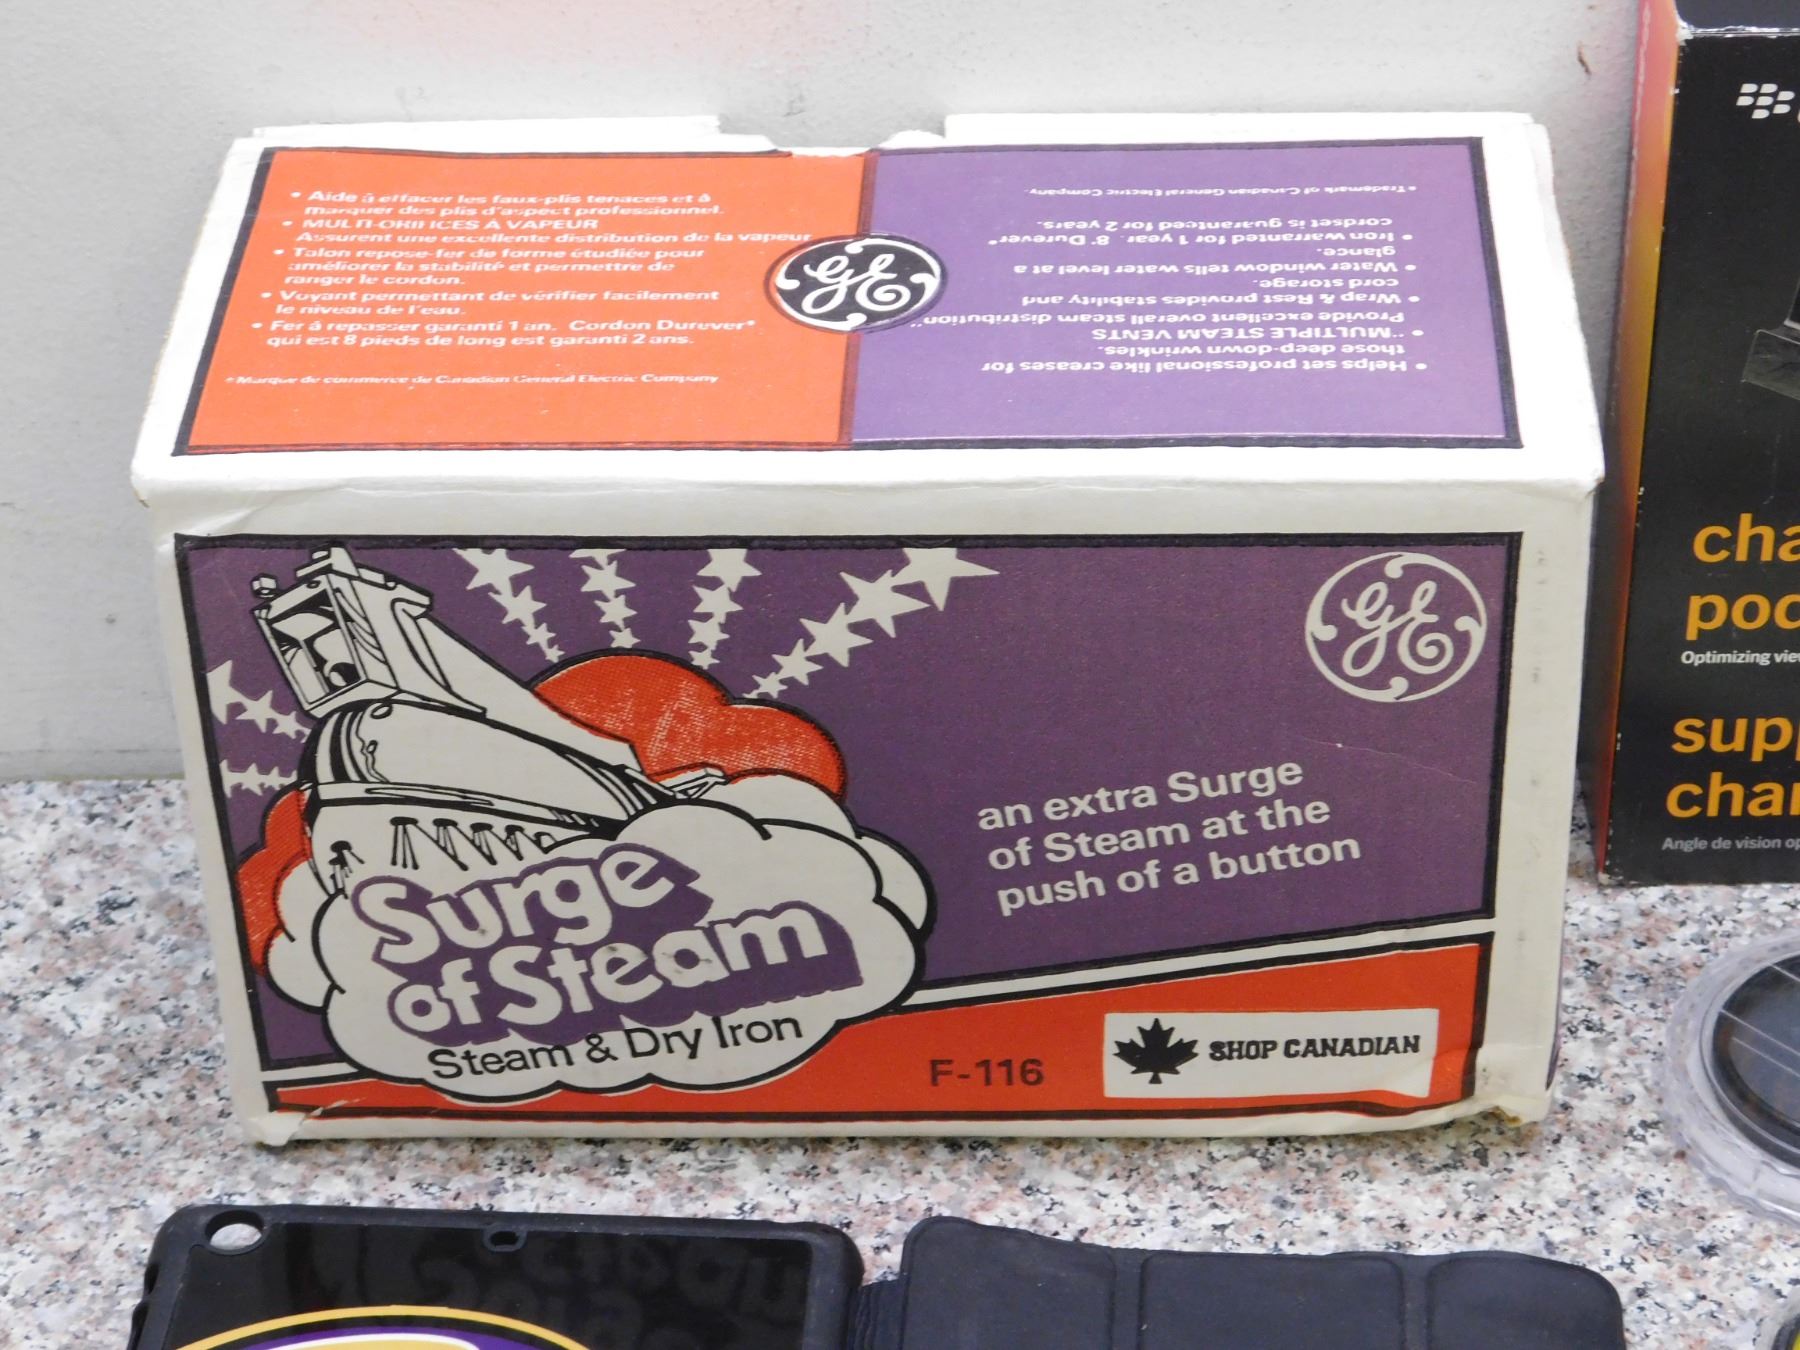 • Aide à effacer les faux-plis tenaces et à
marquer des plis d'aspect professionnel.
• MULTI-ORIFICES À VAPEUR
Assurent une excellente distribution de la vapeur
• Talon repose-fer de forme étudiée pour
améliorer la stabilité et permettre de
ranger le cordon.
• Voyant permettant de vérifier facilement
le niveau de l'eau.
• Fer à repasser garanti 1 an. Cordon Durever*
qui est 8 pieds de long est garanti 2 ans.
*Marque de commerce de Canadian General Electric Company
GE
• Helps set professional like creases for
those deep-down wrinkles.
• "MULTIPLE STEAM VENTS
Provide excellent overall steam distribution"
• Wrap & Rest provides stability and
cord storage.
• Water window tells water level at a
glance.
• Iron warranted for 1 year. 8' Durever*
cordset is guaranteed for 2 years.
*Trademark of Canadian General Electric Company.
GE
an extra Surge
of Steam at the
push of a button
Surge
of Steam
Steam & Dry Iron
F-116
SHOP CANADIAN
cha
poc
Optimizing vie
supp
char
Angle de vision op